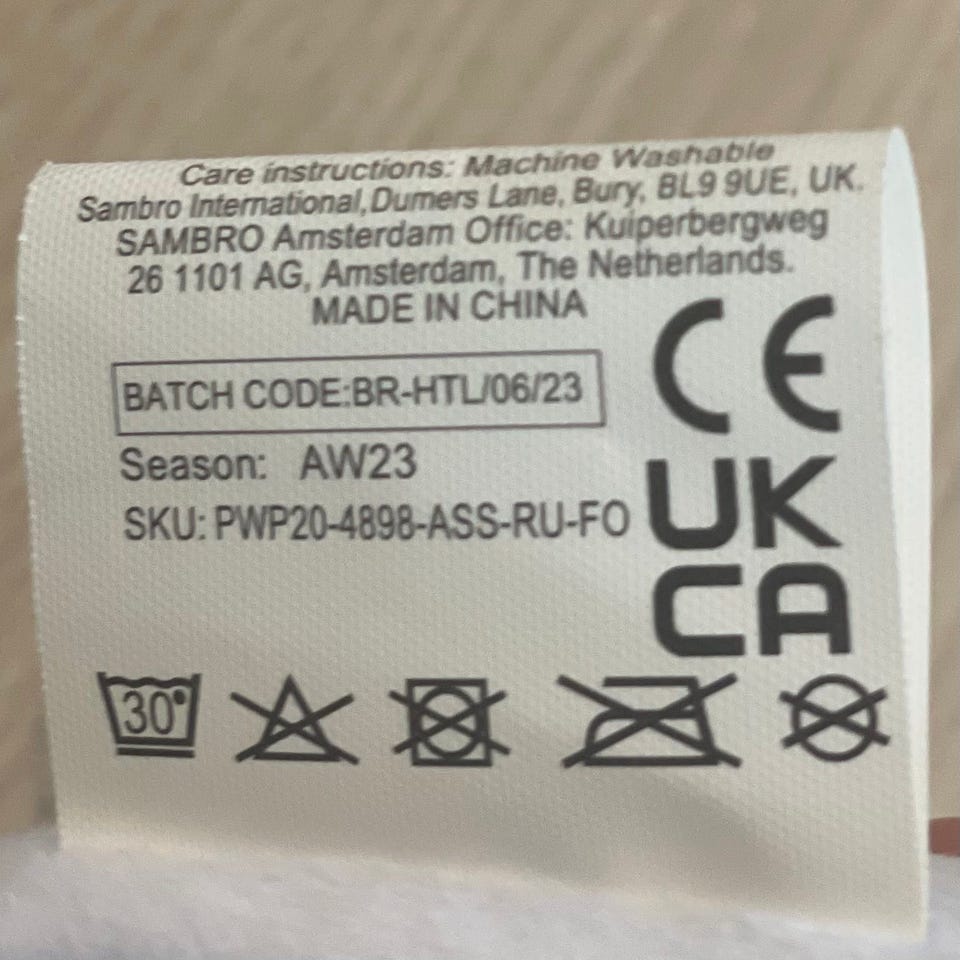 Care instructions: Machine Washable
Sambro International, Dumers Lane, Bury, BL9 9UE, UK.
SAMBRO Amsterdam Office: Kuiperbergweg
26 1101 AG, Amsterdam, The Netherlands.
MADE IN CHINA
BATCH CODE:BR-HTL/06/23
Season: AW23
SKU: PWP20-4898-ASS-RU-FO
CE
UK
CA
30°